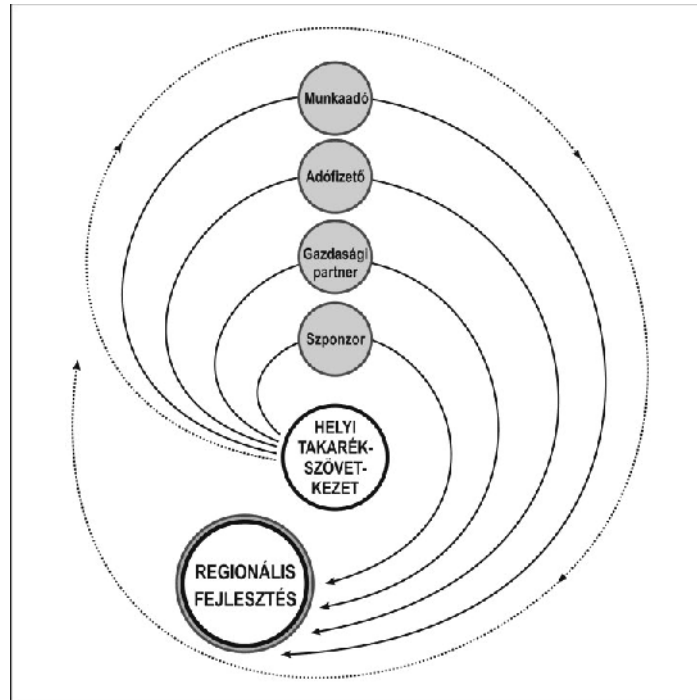 Munkaadó
Adófizető
Gazdasági
partner
Szponzor
HELYI
TAKARÉK-
SZÖVET-
KEZET
REGIONÁLIS
FEJLESZTÉS